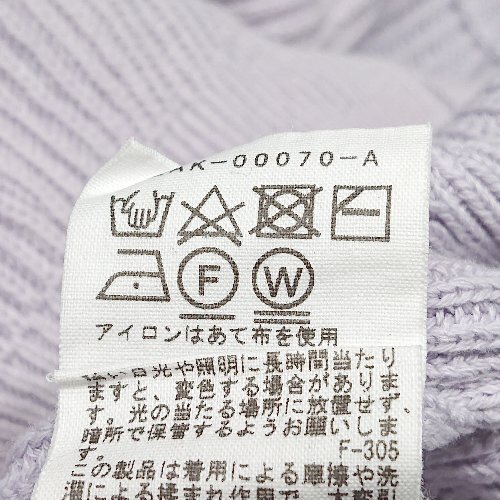 AK-00070-A
F
W
アイロンはあて布を使用
強い日光や照明に長時間当たり
ますと、変色する場合がありま
す。光の当たる場所に放置せず、
暗所で保管するようお願いしま
す。
F-305
この製品は着用による摩擦や洗